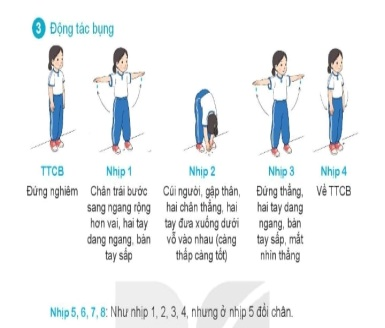 3 Động tác bụng
TTCB
Đứng nghiêm
Nhịp 1
Chân trái bước
sang ngang rộng
hơn vai, hai tay
dang ngang, bàn
tay sấp
Nhịp 2
Cúi người, gập thân,
hai chân thẳng, hai
tay đưa xuống dưới
vỗ vào nhau (càng
thấp càng tốt)
Nhịp 3
Đứng thẳng,
hai tay dang
ngang, bàn
tay sấp, mắt
nhìn thẳng
Nhịp 4
Về TTCB
Nhịp 5, 6, 7, 8: Như nhịp 1, 2, 3, 4, nhưng ở nhịp 5 đổi chân.